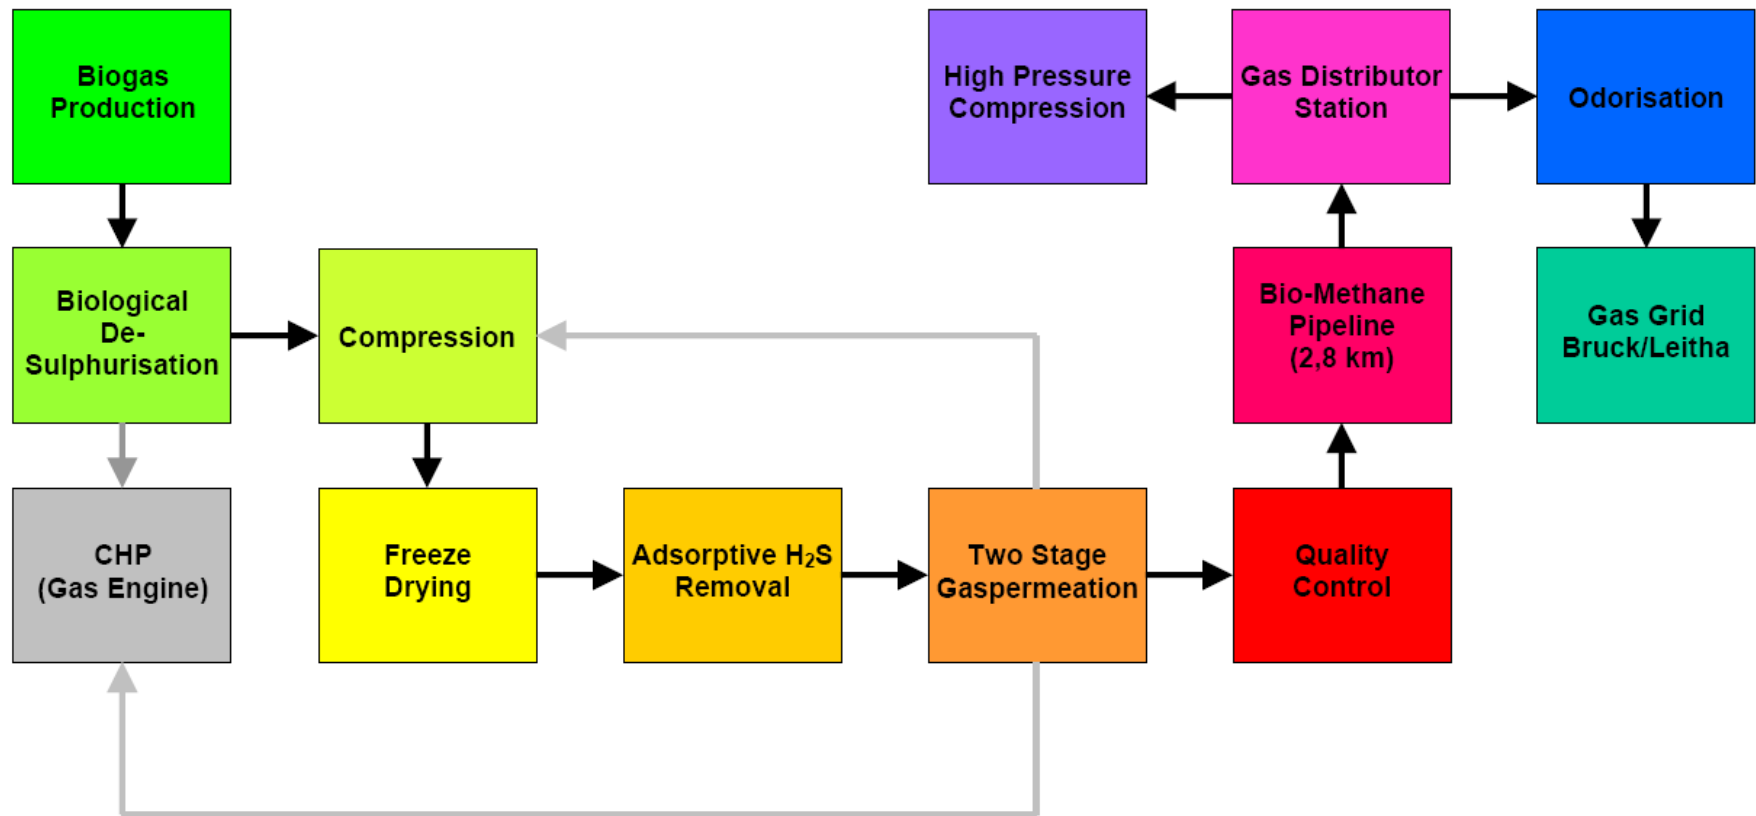 Biogas
Production
High Pressure
Compression
Gas Distributor
Station
Odorisation
Biological
De-
Sulphurisation
Compression
Bio-Methane
Pipeline
(2,8 km)
Gas Grid
Bruck/Leitha
CHP
(Gas Engine)
Freeze
Drying
Adsorptive H₂S
Removal
Two Stage
Gaspermeation
Quality
Control